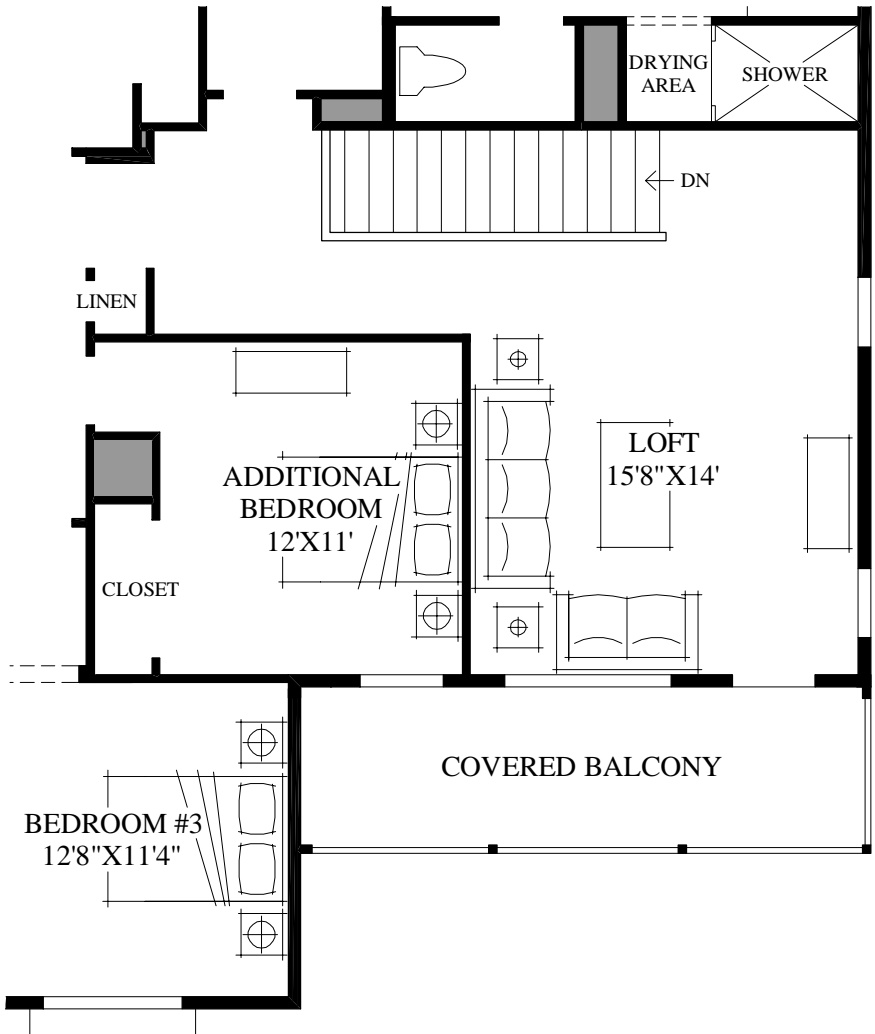 DRYING
AREA
SHOWER
DN
LINEN
LOFT
15'8"X14'
ADDITIONAL
BEDROOM
12'X11'
CLOSET
COVERED BALCONY
BEDROOM #3
12'8"X11'4"